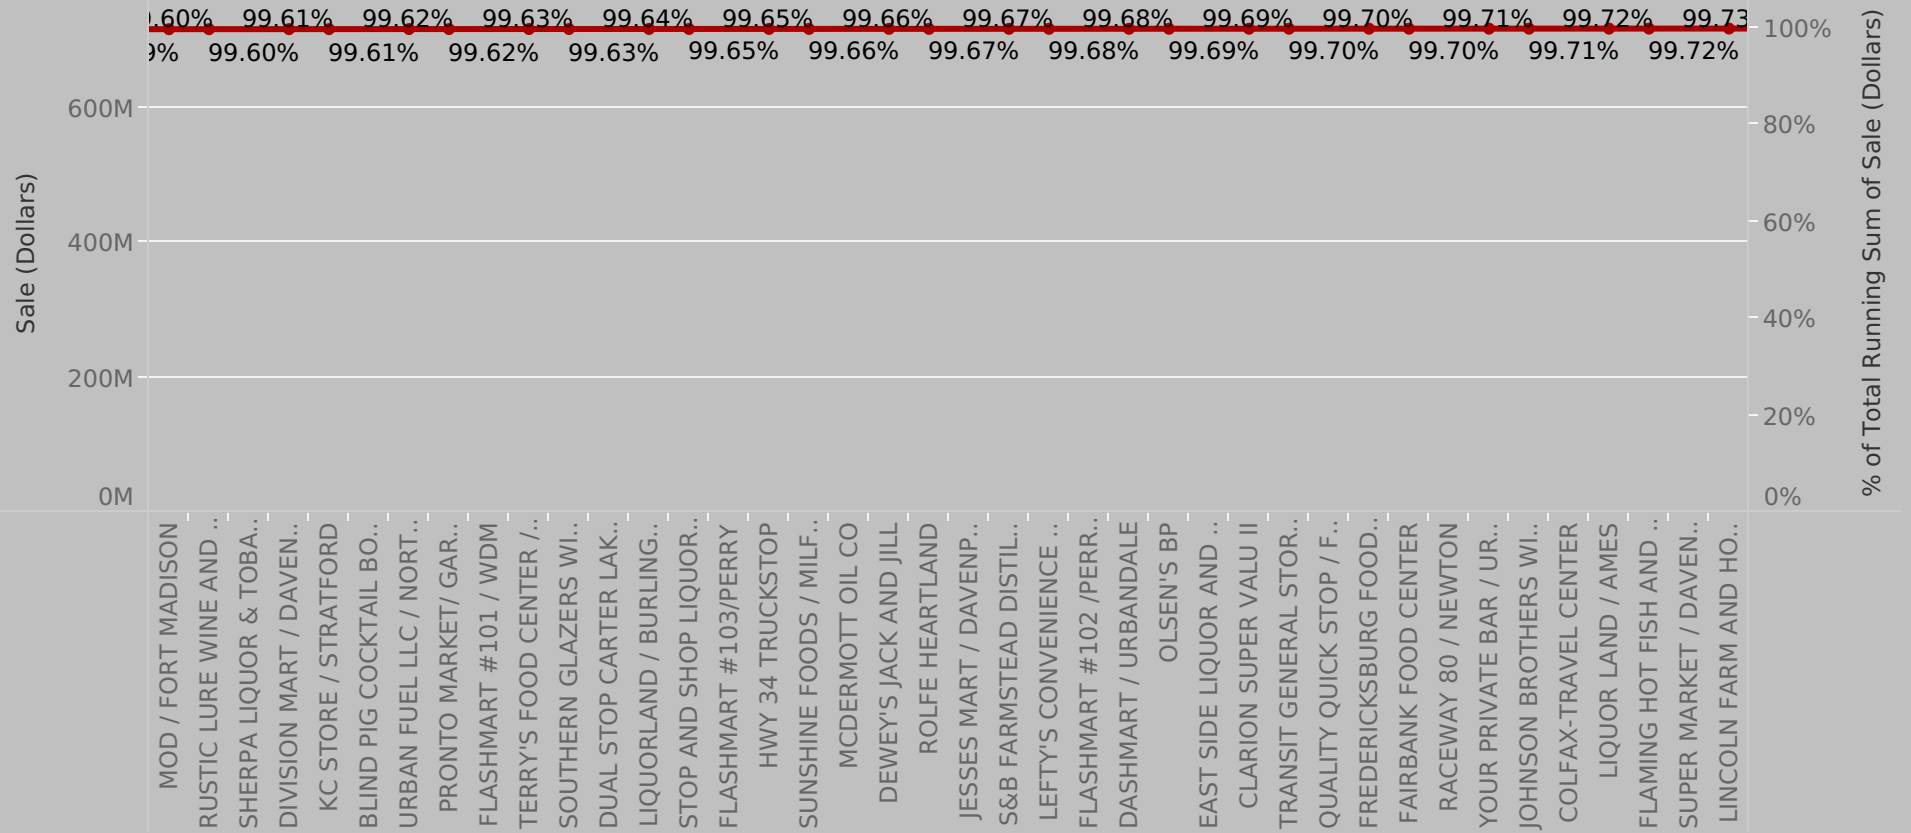 .60% 99.61% 99.62% 99.63% 99.64% 99.65% 99.66% 99.67% 99.68% 99.69% 99.70% 99.71% 99.72% 99.73
9% 99.60% 99.61% 99.62% 99.63% 99.65% 99.66% 99.67% 99.68% 99.69% 99.70% 99.70% 99.71% 99.72%
Sale (Dollars)
600M
400M
200M
0M
100%
80%
60%
40%
20%
0%
% of Total Running Sum of Sale (Dollars)
MOD / FORT MADISON
RUSTIC LURE WINE AND ..
SHERPA LIQUOR & TOBA..
DIVISION MART / DAVEN..
KC STORE / STRATFORD
BLIND PIG COCKTAIL BO..
URBAN FUEL LLC / NORT..
PRONTO MARKET/ GAR..
FLASHMART #101 / WDM
TERRY'S FOOD CENTER /..
SOUTHERN GLAZERS WI..
DUAL STOP CARTER LAK..
LIQUORLAND / BURLING..
STOP AND SHOP LIQUOR..
FLASHMART #103/PERRY
HWY 34 TRUCKSTOP
SUNSHINE FOODS / MILF..
MCDERMOTT OIL CO
DEWEY'S JACK AND JILL
ROLFE HEARTLAND
JESSES MART / DAVENP..
S&B FARMSTEAD DISTIL..
LEFTY'S CONVENIENCE ..
FLASHMART #102 /PERR..
DASHMART / URBANDALE
OLSEN'S BP
EAST SIDE LIQUOR AND ..
CLARION SUPER VALU III
TRANSIT GENERAL STOR..
QUALITY QUICK STOP / F..
FREDERICKSBURG FOOD..
FAIRBANK FOOD CENTER
RACEWAY 80 / NEWTON
YOUR PRIVATE BAR / UR..
JOHNSON BROTHERS WI..
COLFAX-TRAVEL CENTER
LIQUOR LAND / AMES
FLAMING HOT FISH AND ..
SUPER MARKET / DAVEN..
LINCOLN FARM AND HO..